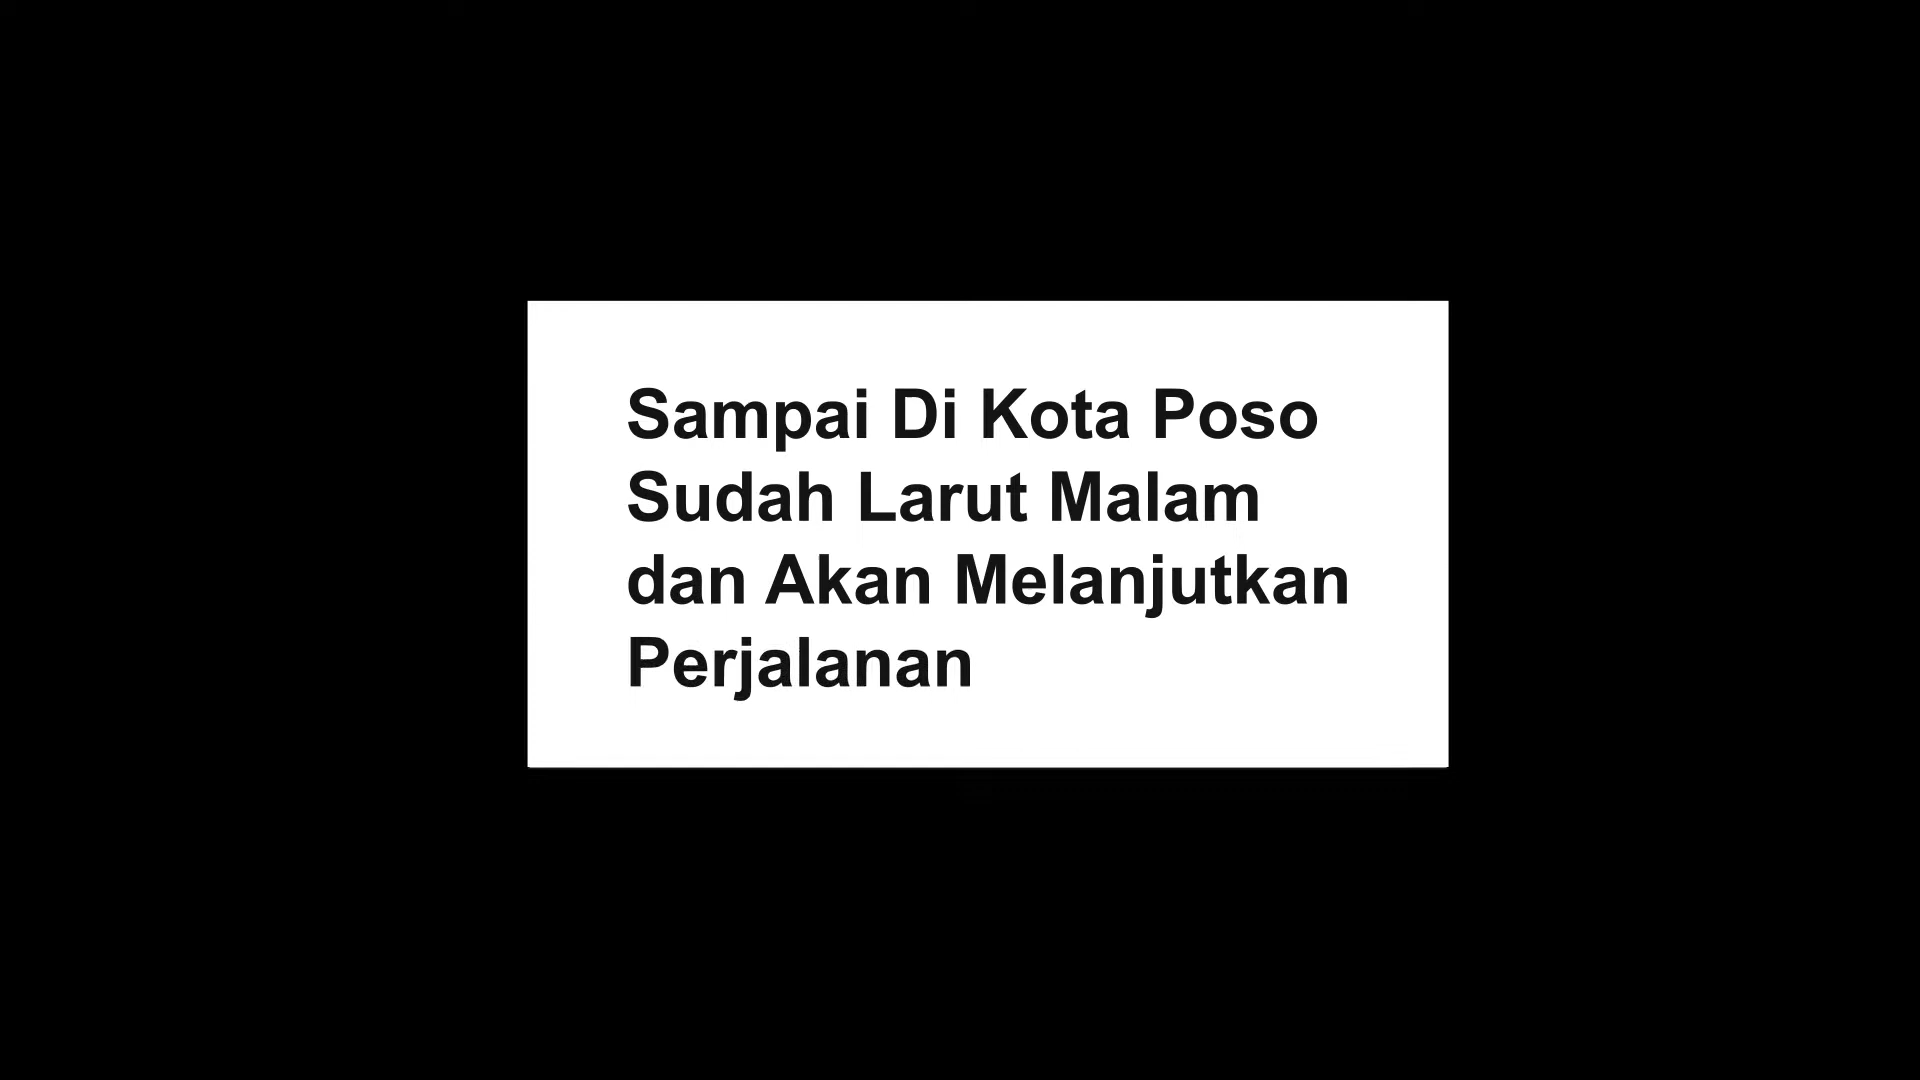 Sampai Di Kota Poso
Sudah Larut Malam
dan Akan Melanjutkan
Perjalanan